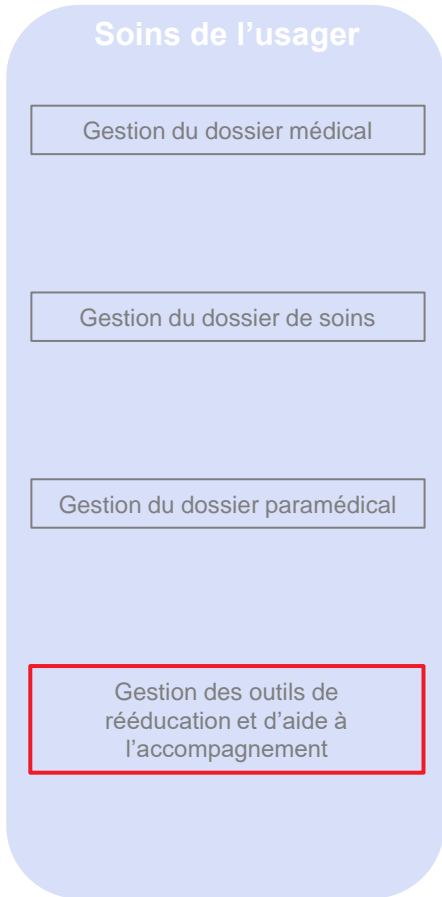 Soins de l’usager
Gestion du dossier médical
Gestion du dossier de soins
Gestion du dossier paramédical
Gestion des outils de
rééducation et d’aide à
l’accompagnement